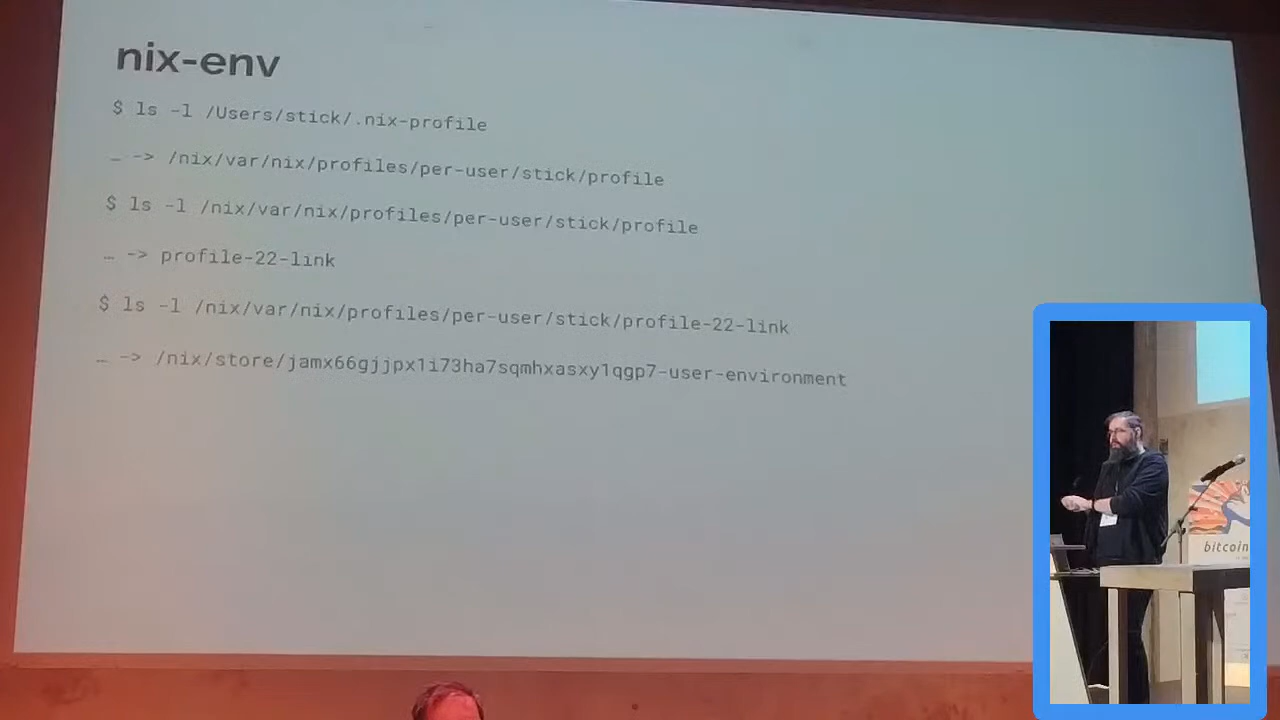 nix-env
$ ls -l /Users/stick/.nix-profile
… -> /nix/var/nix/profiles/per-user/stick/profile
$ ls -l /nix/var/nix/profiles/per-user/stick/profile
… -> profile-22-link
$ ls -l /nix/var/nix/profiles/per-user/stick/profile-22-link
… -> /nix/store/jamx66gjjpx1i73ha7sqmhxasxy1qgp7-user-environment
bitcoin